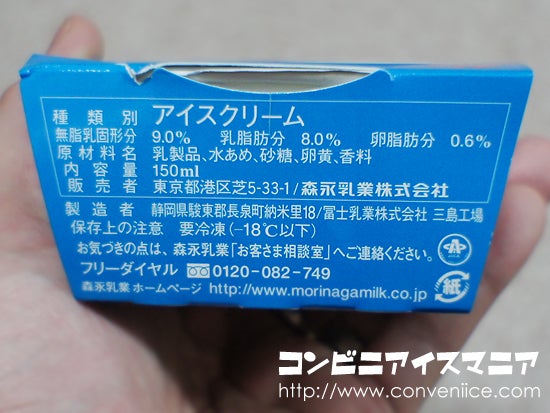 種類別 アイスクリーム
無脂乳固形分 9.0% 乳脂肪分 8.0% 卵脂肪分 0.6%
原材料名 乳製品、水あめ、砂糖、卵黄、香料
内容量 150ml
販売者 東京都港区芝5-33-1/森永乳業株式会社
製造者 静岡県駿東郡長泉町納米里18/冨士乳業株式会社 三島工場
保存上の注意 要冷凍(-18℃以下)
お気づきの点は、森永乳業「お客さま相談室」へご連絡ください。
フリーダイヤル 0120-082-749
森永乳業ホームページ http://www.morinagamilk.co.jp
紙
コンビニアイスマニア
http://www.conveniice.com/